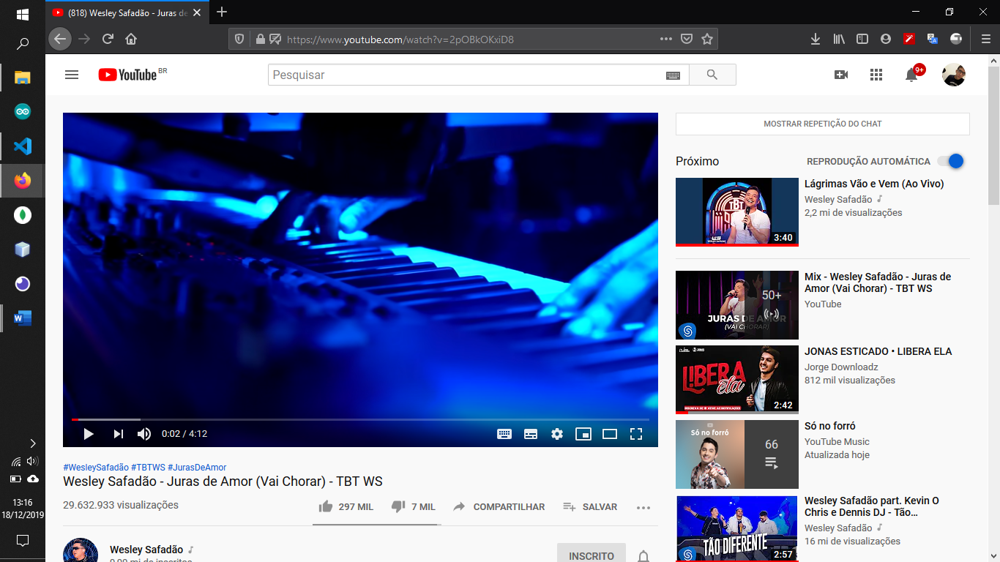 (818) Wesley Safadão - Juras de
https://www.youtube.com/watch?v=2pOBkOKxiD8
YouTube BR
Pesquisar
9+
MOSTRAR REPETIÇÃO DO CHAT
Próximo
REPRODUÇÃO AUTOMÁTICA
TBT
3:40
Lágrimas Vão e Vem (Ao Vivo)
Wesley Safadão
2,2 mi de visualizações
JURAS DE AMOR
(VAI CHORAR)
50+
Mix - Wesley Safadão - Juras de
Amor (Vai Chorar) - TBT WS
YouTube
LIBERA
ela
2:42
JONAS ESTICADO • LIBERA ELA
Jorge Downloadz
812 mil visualizações
Só no forró
66
Só no forró
YouTube Music
Atualizada hoje
TÃO DIFERENTE
2:57
Wesley Safadão part. Kevin O
Chris e Dennis DJ - Tão...
Wesley Safadão
16 mi de visualizações
0:02 / 4:12
#WesleySafadão #TBTWS #JurasDeAmor
Wesley Safadão - Juras de Amor (Vai Chorar) - TBT WS
29.632.933 visualizações
297 MIL
7 MIL
COMPARTILHAR
SALVAR
Wesley Safadão
INSCRITO
13:16
18/12/2019